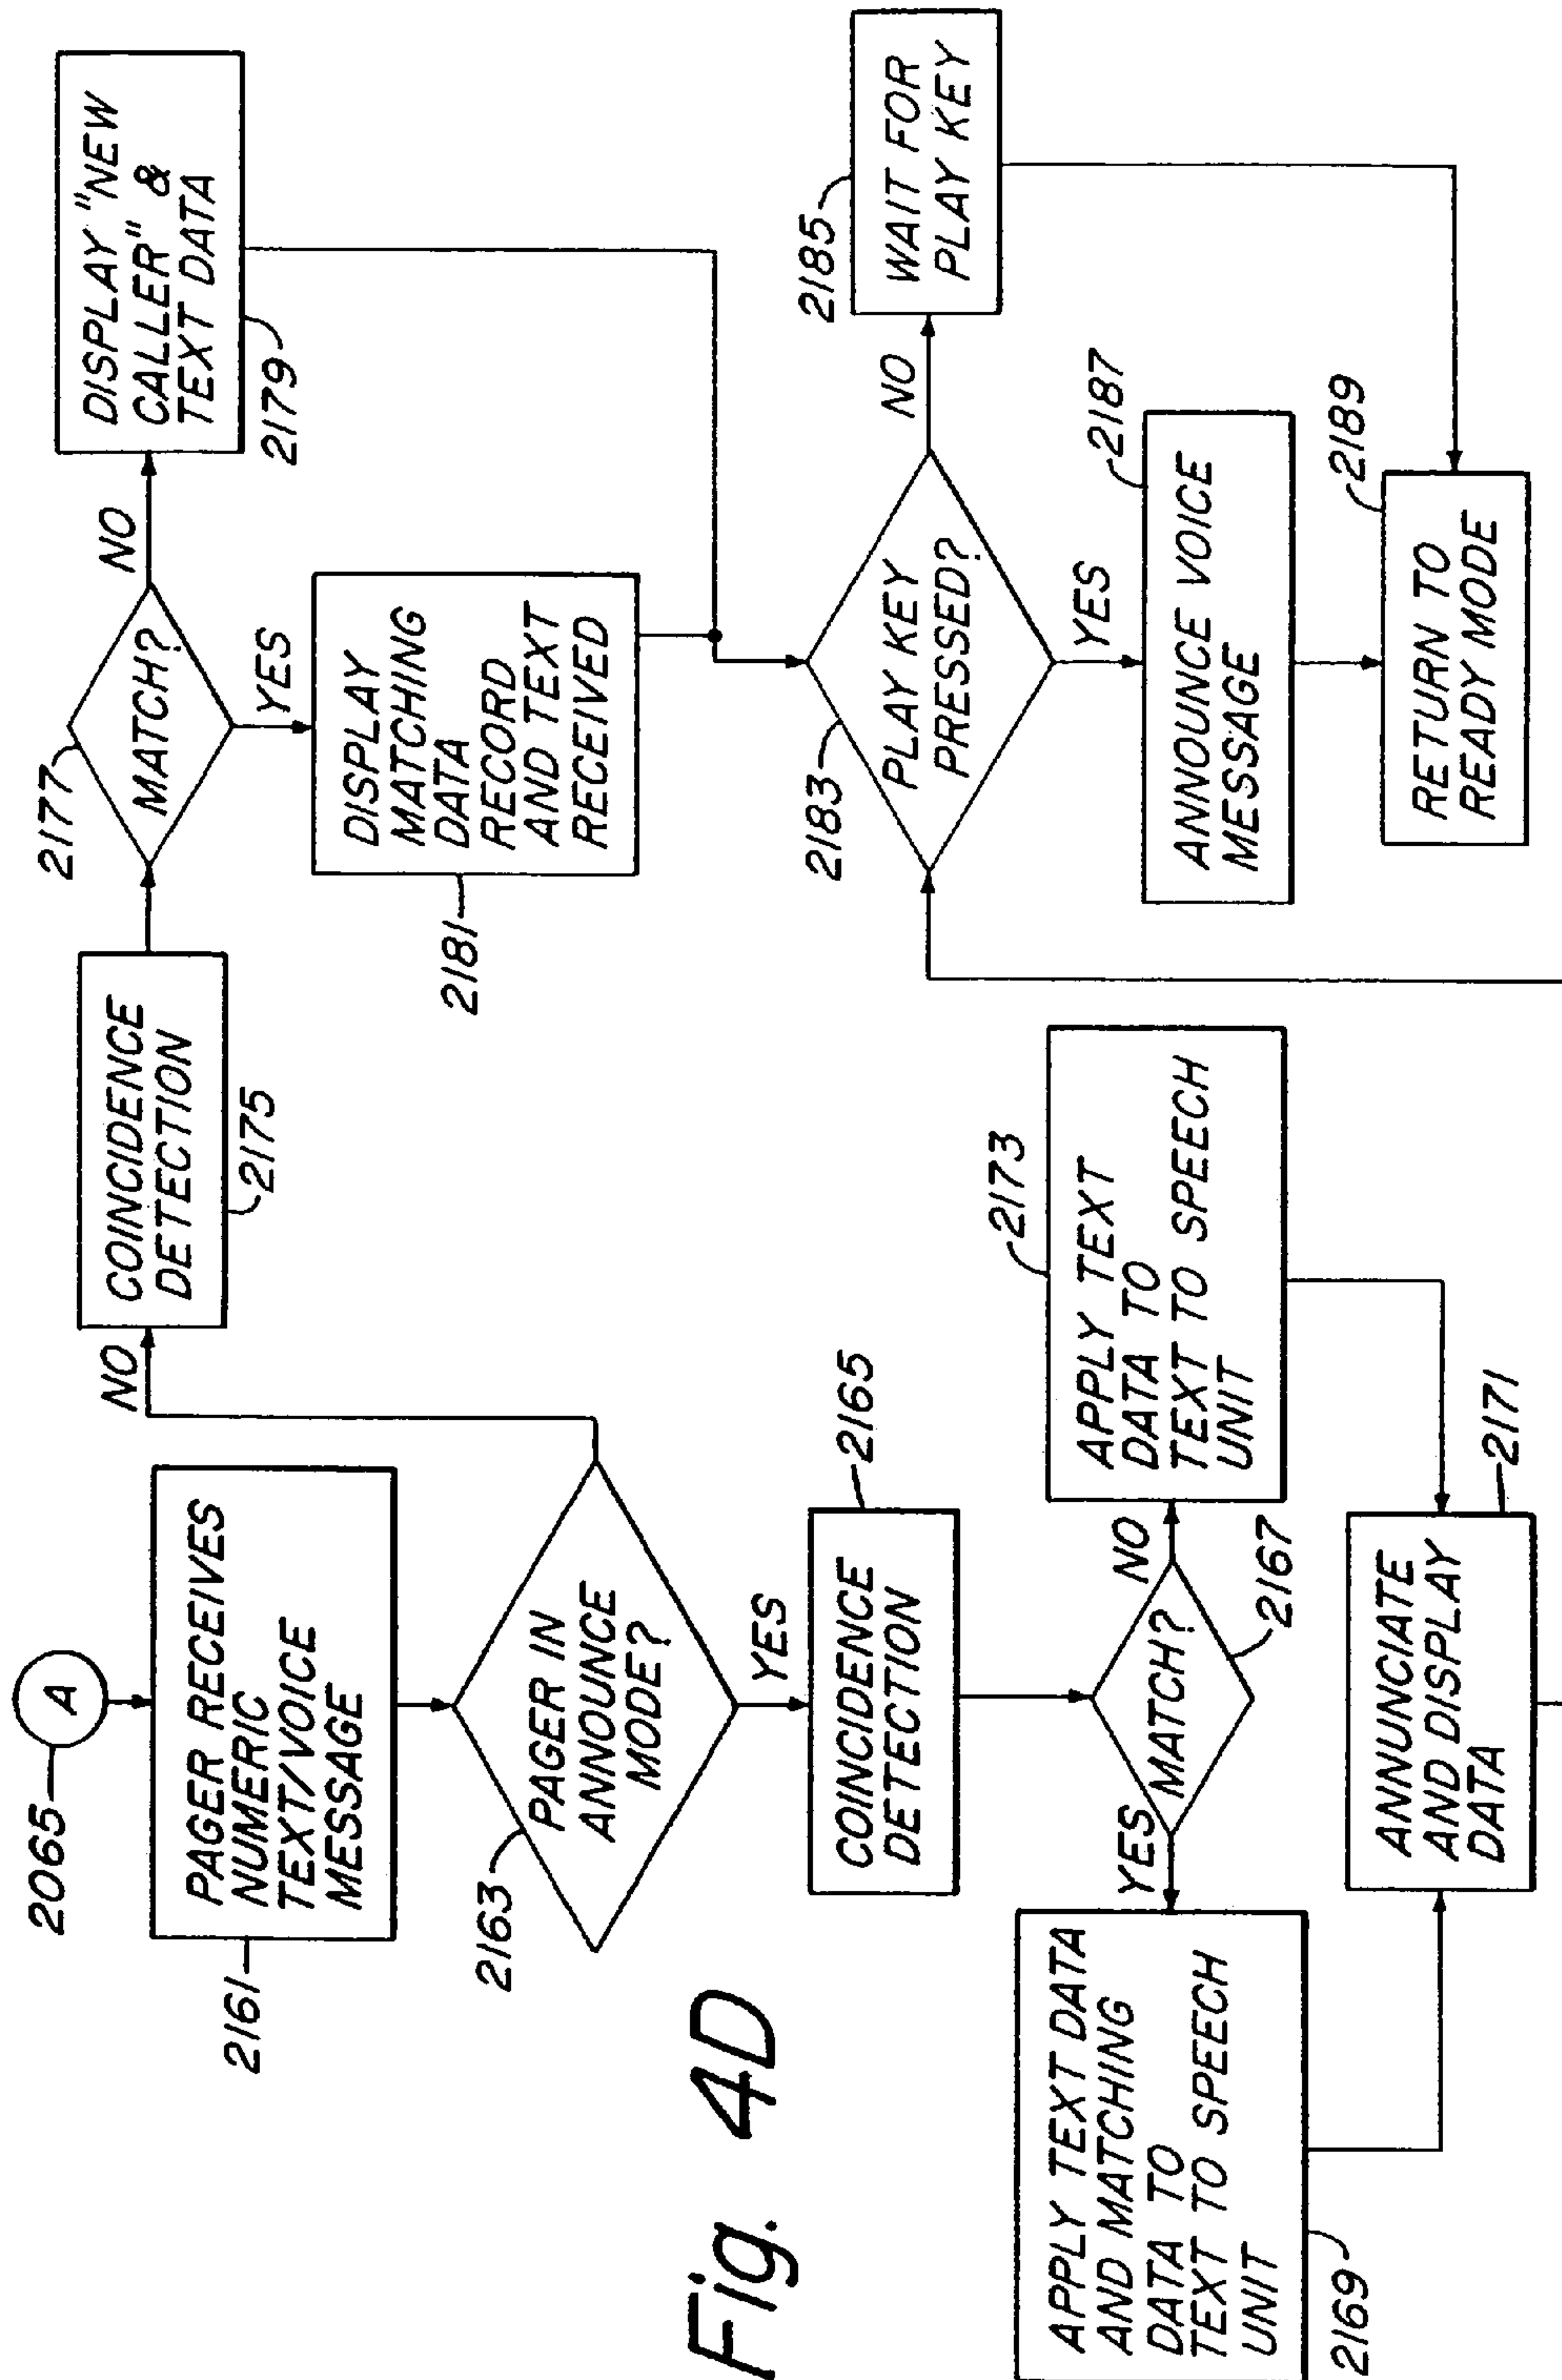 Fig. 4D
2065
A
PAGER RECEIVES
NUMERIC
TEXT/VOICE
MESSAGE
2161
2163
PAGER IN
ANNOUNCE
MODE?
NO
YES
COINCIDENCE
DETECTION
2165
MATCH?
2167
YES
NO
APPLY TEXT DATA
AND MATCHING
DATA TO
TEXT TO SPEECH
UNIT
2169
APPLY TEXT
DATA TO
TEXT TO SPEECH
UNIT
2173
ANNUNCIATE
AND DISPLAY
DATA
2171
COINCIDENCE
DETECTION
2175
2177
MATCH?
NO
YES
DISPLAY "NEW
CALLER" &
TEXT DATA
2179
DISPLAY
MATCHING
DATA
RECORD
AND TEXT
RECEIVED
2181
2183
PLAY KEY
PRESSED?
NO
YES
2185
WAIT FOR
PLAY KEY
2187
ANNOUNCE VOICE
MESSAGE
2189
RETURN TO
READY MODE